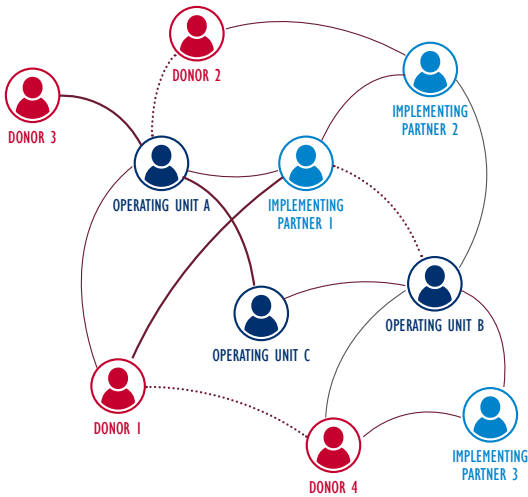 DONOR 2
IMPLEMENTING
PARTNER 2
DONOR 3
OPERATING UNIT A
IMPLEMENTING
PARTNER 1
OPERATING UNIT B
OPERATING UNIT C
DONOR 1
IMPLEMENTING
PARTNER 3
DONOR 4